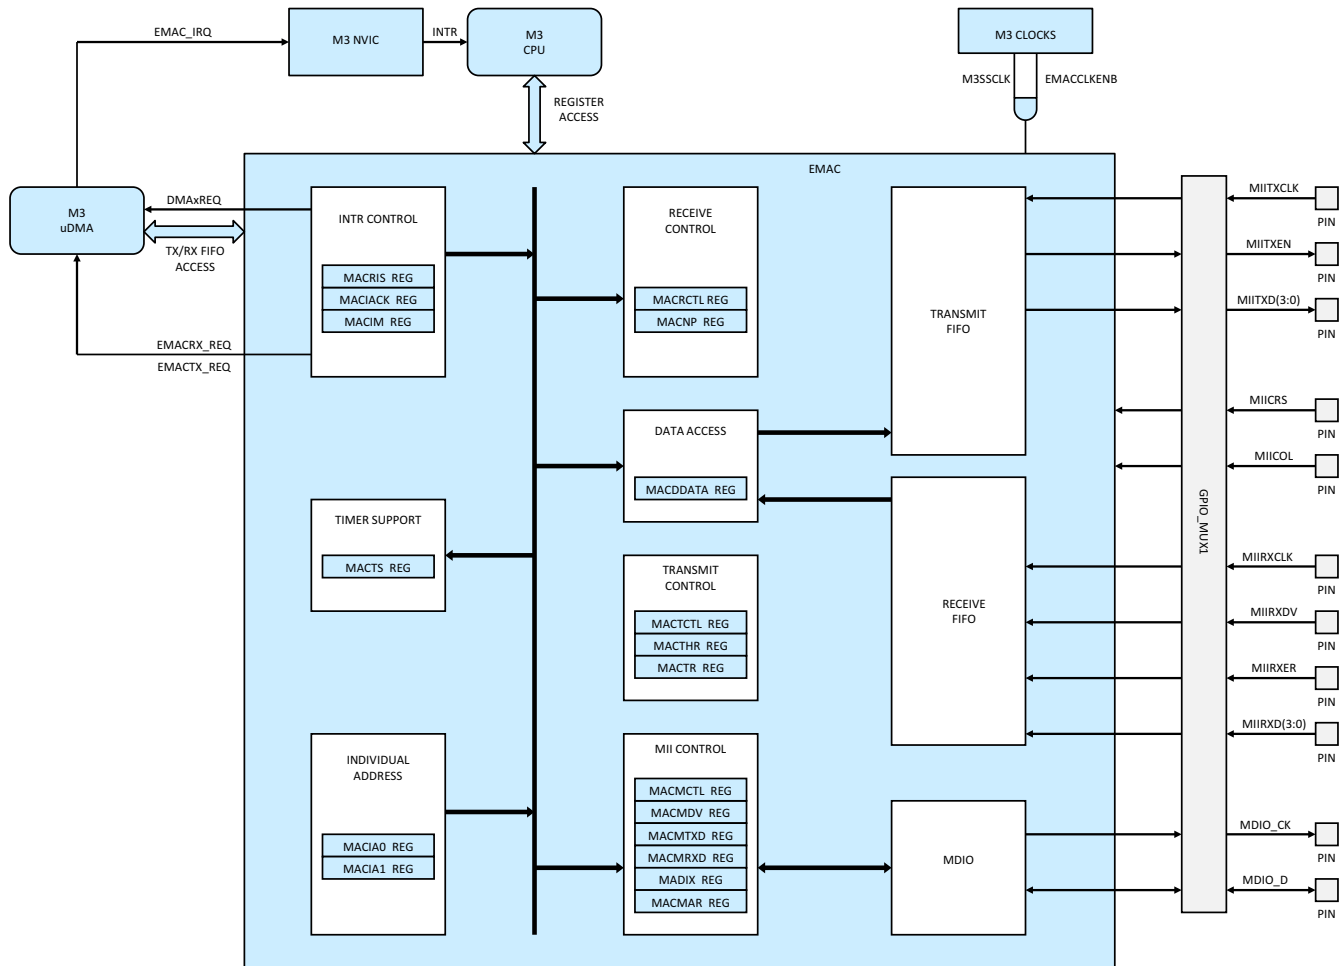 EMAC_IRQ
M3 NVIC
INTR
M3
CPU
M3 CLOCKS
M3SSCLK
EMACCLKENB
REGISTER
ACCESS
EMAC
M3
uDMA
DMAxREQ
TX/RX FIFO
ACCESS
EMACRX_REQ
EMACTX_REQ
INTR CONTROL
MACRIS REG
MACIACK REG
MACIM REG
RECEIVE
CONTROL
MACRCTL REG
MACNP REG
TRANSMIT
FIFO
DATA ACCESS
MACDDATA REG
TIMER SUPPORT
MACTS REG
TRANSMIT
CONTROL
MACTCTL REG
MACTHR REG
MACTR REG
RECEIVE
FIFO
INDIVIDUAL
ADDRESS
MACIA0 REG
MACIA1 REG
MII CONTROL
MACMCTL REG
MACMDV REG
MACMTXD REG
MACMRXD REG
MADIX REG
MACMAR REG
MDIO
GPIO_MUX1
MIITXCLK
PIN
MIITXEN
PIN
MIITXD(3:0)
PIN
MIICRS
PIN
MIICOL
PIN
MIIRXCLK
PIN
MIIRXDV
PIN
MIIRXER
PIN
MIIRXD(3:0)
PIN
MDIO_CK
PIN
MDIO_D
PIN